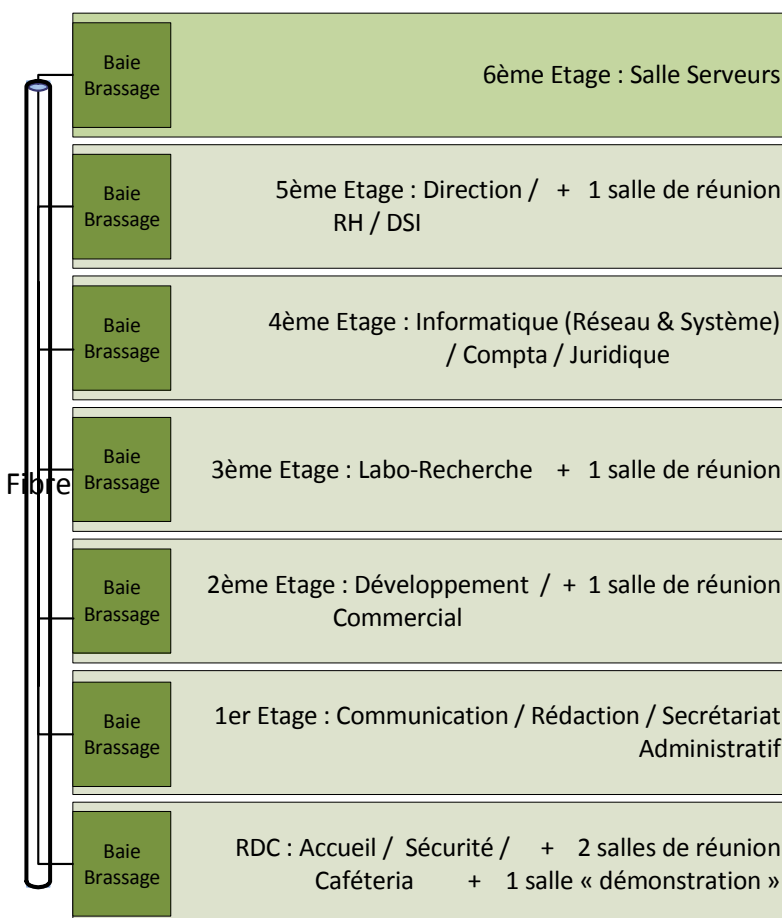 Baie
Brassage
6ème Etage : Salle Serveurs
Baie
Brassage
5ème Etage : Direction / + 1 salle de réunion
RH / DSI
Baie
Brassage
4ème Etage : Informatique (Réseau & Système)
/ Compta / Juridique
Fibre
Baie
Brassage
3ème Etage : Labo-Recherche + 1 salle de réunion
Baie
Brassage
2ème Etage : Développement / + 1 salle de réunion
Commercial
Baie
Brassage
1er Etage : Communication / Rédaction / Secrétariat
Administratif
Baie
Brassage
RDC : Accueil / Sécurité / + 2 salles de réunion
Caféteria + 1 salle « démonstration »